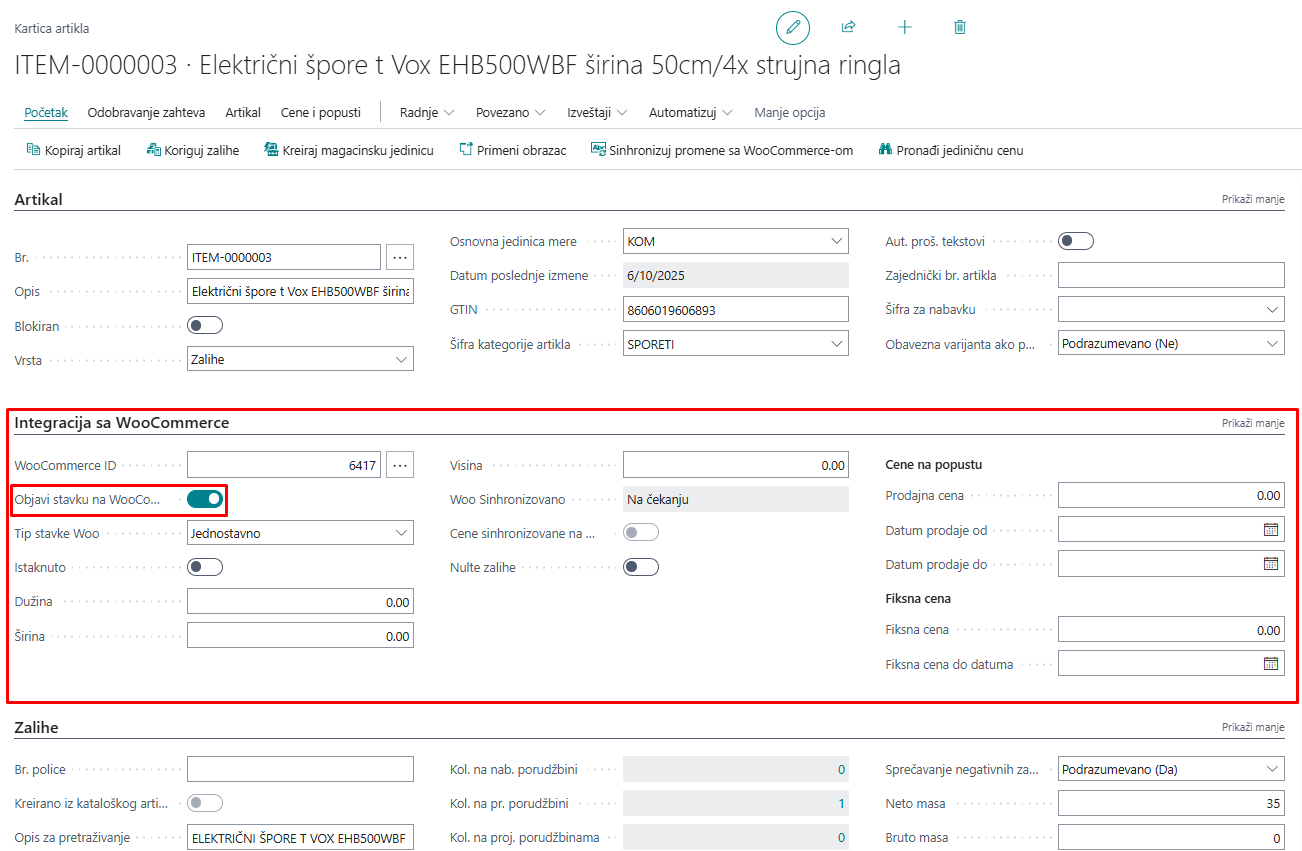 Kartica artikla
ITEM-0000003 · Električni špore t Vox EHB500WBF širina 50cm/4x strujna ringla
Početak Odobravanje zahteva Artikal Cene i popusti Radnje Povezano Izveštaji Automatizuj Manje opcija
Kopiraj artikal Koriguj zalihe Kreiraj magacinsku jedinicu Primeni obrazac Sinhronizuj promene sa WooCommerce-om Pronađi jediničnu cenu
Artikal Prikaži manje
Br. ITEM-0000003 ...
Opis Električni špore t Vox EHB500WBF širina
Blokiran
Vrsta Zalihe
Osnovna jedinica mere KOM
Datum poslednje izmene 6/10/2025
GTIN 8606019606893
Šifra kategorije artikla SPORETI
Aut. proš. tekstovi
Zajednički br. artikla
Šifra za nabavku
Obavezna varijanta ako p... Podrazumevano (Ne)
Integracija sa WooCommerce Prikaži manje
WooCommerce ID 6417 ...
Objavi stavku na WooCo...
Tip stavke Woo Jednostavno
Istaknuto
Dužina 0.00
Širina 0.00
Visina 0.00
Woo Sinhronizovano Na čekanju
Cene sinhronizovane na ...
Nulte zalihe
Cene na popustu
Prodajna cena 0.00
Datum prodaje od
Datum prodaje do
Fiksna cena
Fiksna cena 0.00
Fiksna cena do datuma
Zalihe Prikaži manje
Br. police
Kreirano iz kataloškog arti...
Opis za pretraživanje ELEKTRIČNI ŠPORE T VOX EHB500WBF
Kol. na nab. porudžbini 0
Kol. na pr. porudžbini 1
Kol. na proj. porudžbinama 0
Sprečavanje negativnih za... Podrazumevano (Da)
Neto masa 35
Bruto masa 0